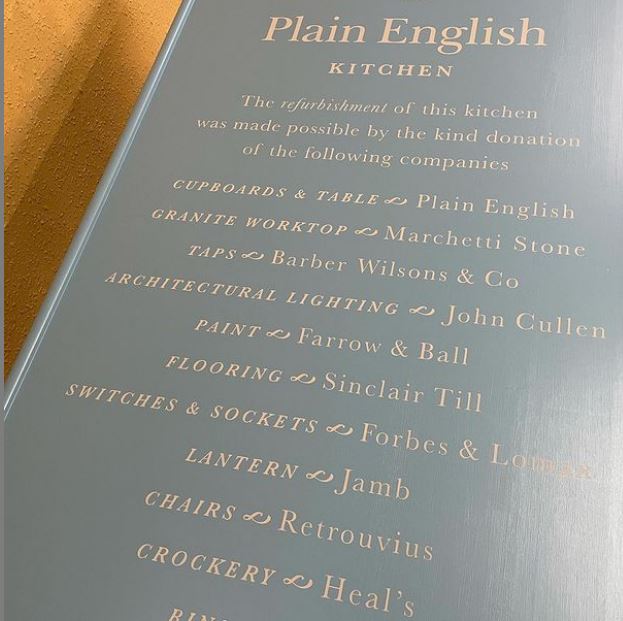 Plain English
KITCHEN
The refurbishment of this kitchen
was made possible by the kind donation
of the following companies
CUPBOARDS & TABLE Plain English
GRANITE WORKTOP Marchetti Stone
TAPS Barber Wilsons & Co
ARCHITECTURAL LIGHTING John Cullen
PAINT Farrow & Ball
FLOORING Sinclair Till
SWITCHES & SOCKETS Forbes & Lomax
LANTERN Jamb
CHAIRS Retrouvius
CROCKERY Heal's